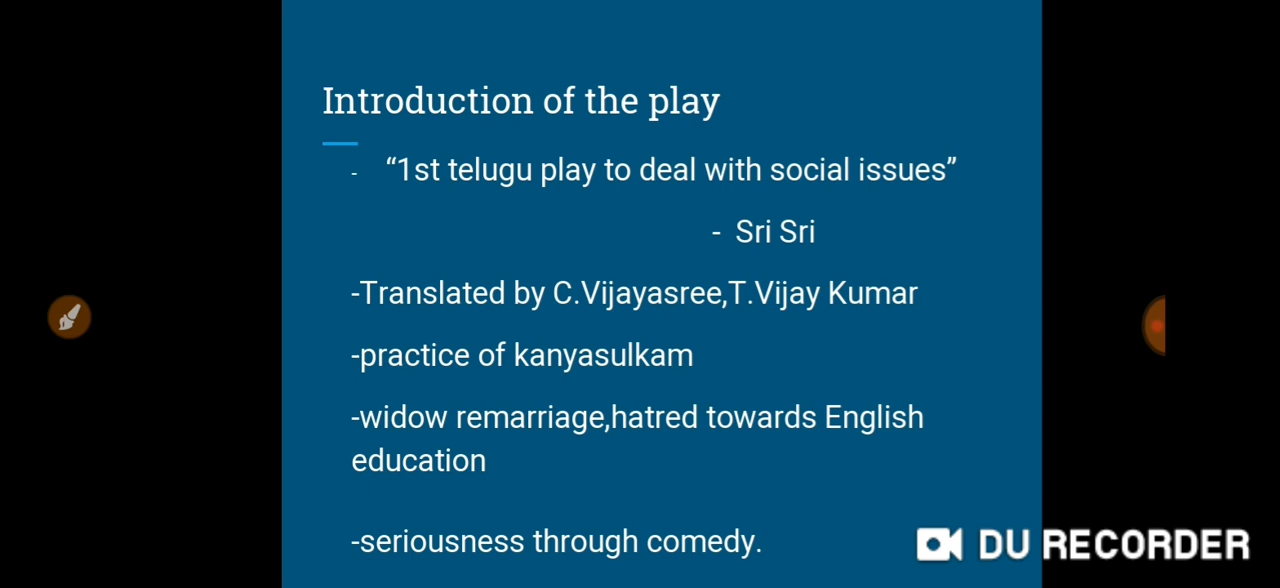 Introduction of the play
- “1st telugu play to deal with social issues”
- Sri Sri
-Translated by C.Vijayasree,T.Vijay Kumar
-practice of kanyasulkam
-widow remarriage,hatred towards English
education
-seriousness through comedy.
DU RECORDER